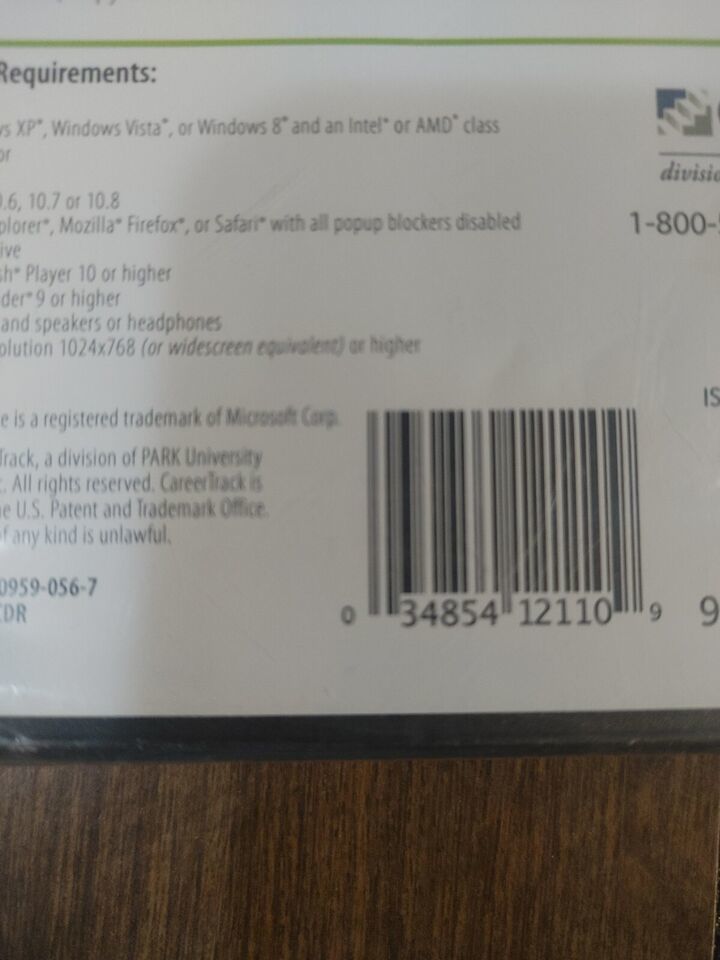 Requirements:
s XP®, Windows Vista®, or Windows 8® and an Intel® or AMD® class
or
.6, 10.7 or 10.8
plorer®, Mozilla® Firefox®, or Safari® with all popup blockers disabled
ive
sh® Player 10 or higher
der® 9 or higher
and speakers or headphones
olution 1024x768 (or widescreen equivalent) or higher
e is a registered trademark of Microsoft Corp.
Track, a division of PARK University
. All rights reserved. CareerTrack is
e U.S. Patent and Trademark Office.
f any kind is unlawful.
0959-056-7
CDR
divisio
1-800-
IS
0 34854 12110 9
9